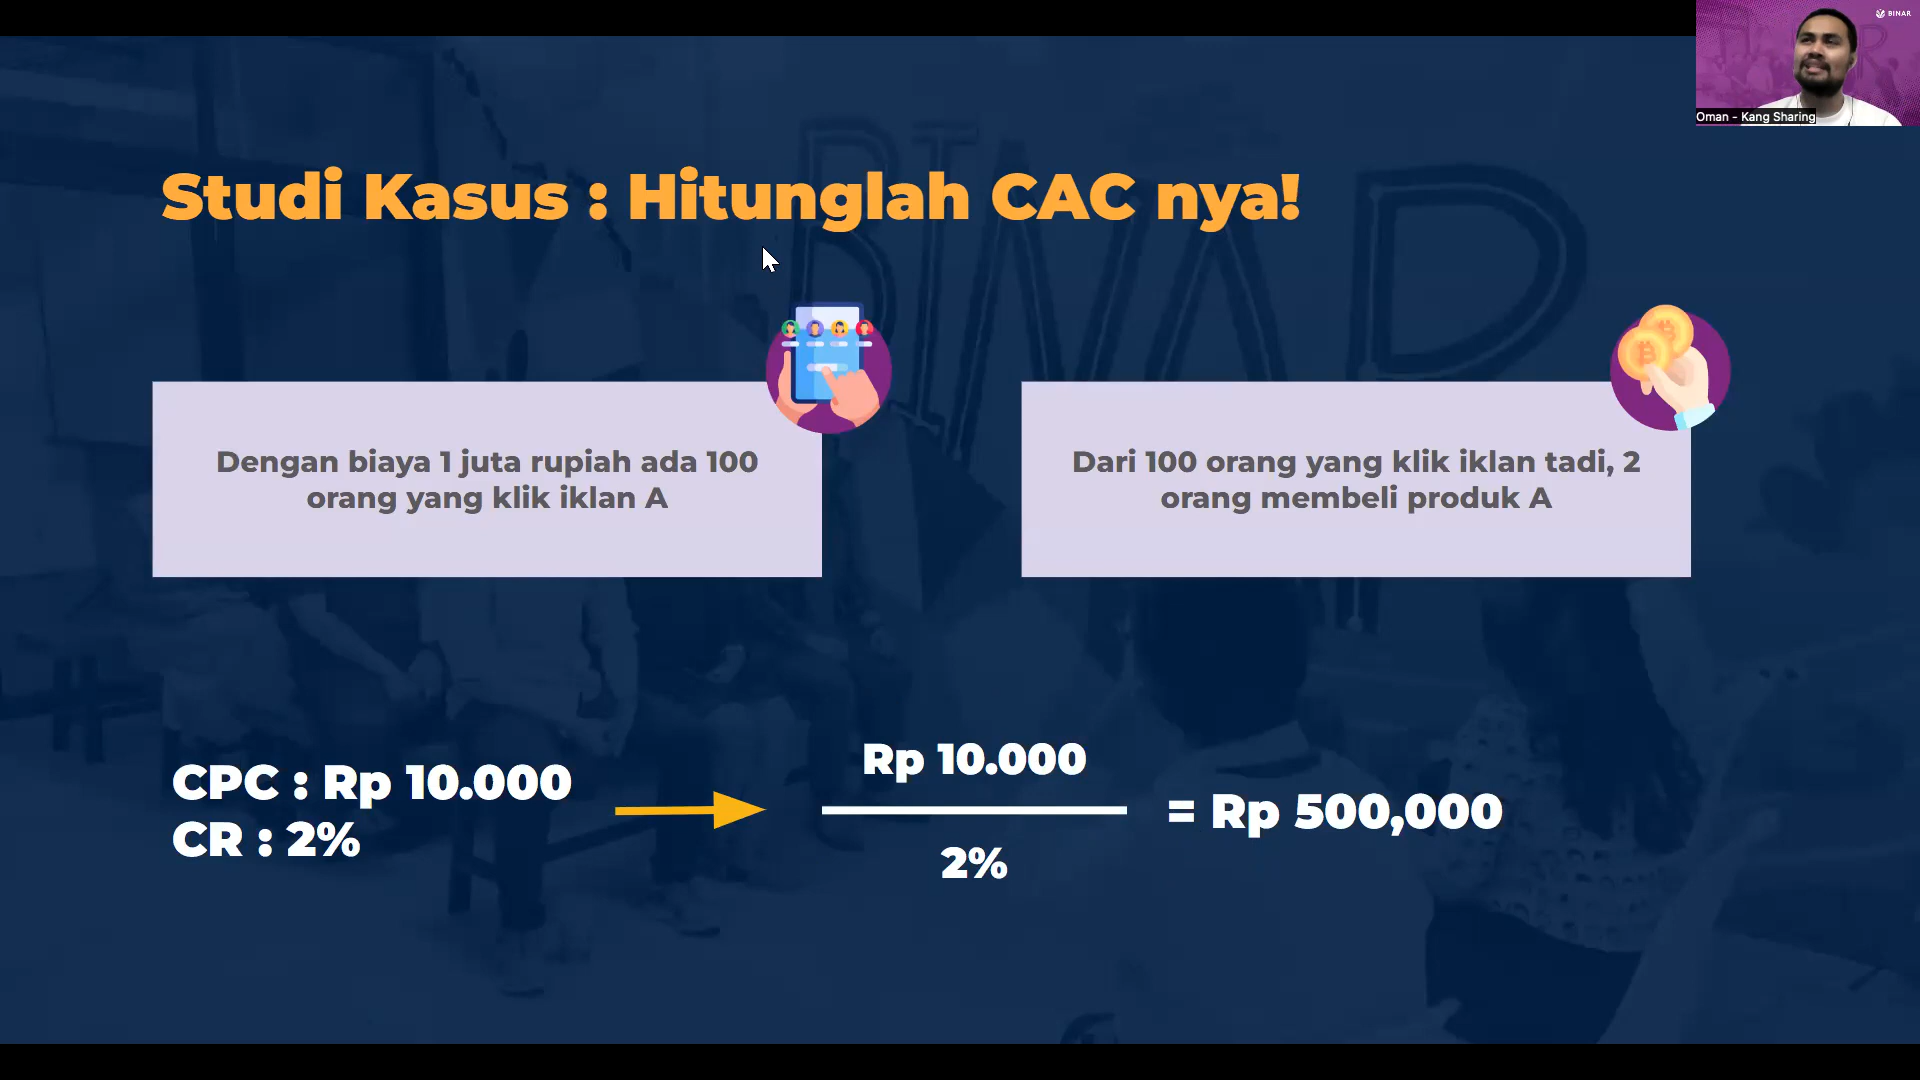 BINAR
Oman - Kang Sharing
Studi Kasus : Hitunglah CAC nya!
Dengan biaya 1 juta rupiah ada 100
orang yang klik iklan A
Dari 100 orang yang klik iklan tadi, 2
orang membeli produk A
CPC : Rp 10.000
CR : 2%
Rp 10.000
2%
= Rp 500,000